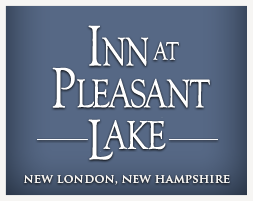 INN AT
PLEASANT
LAKE
NEW LONDON, NEW HAMPSHIRE